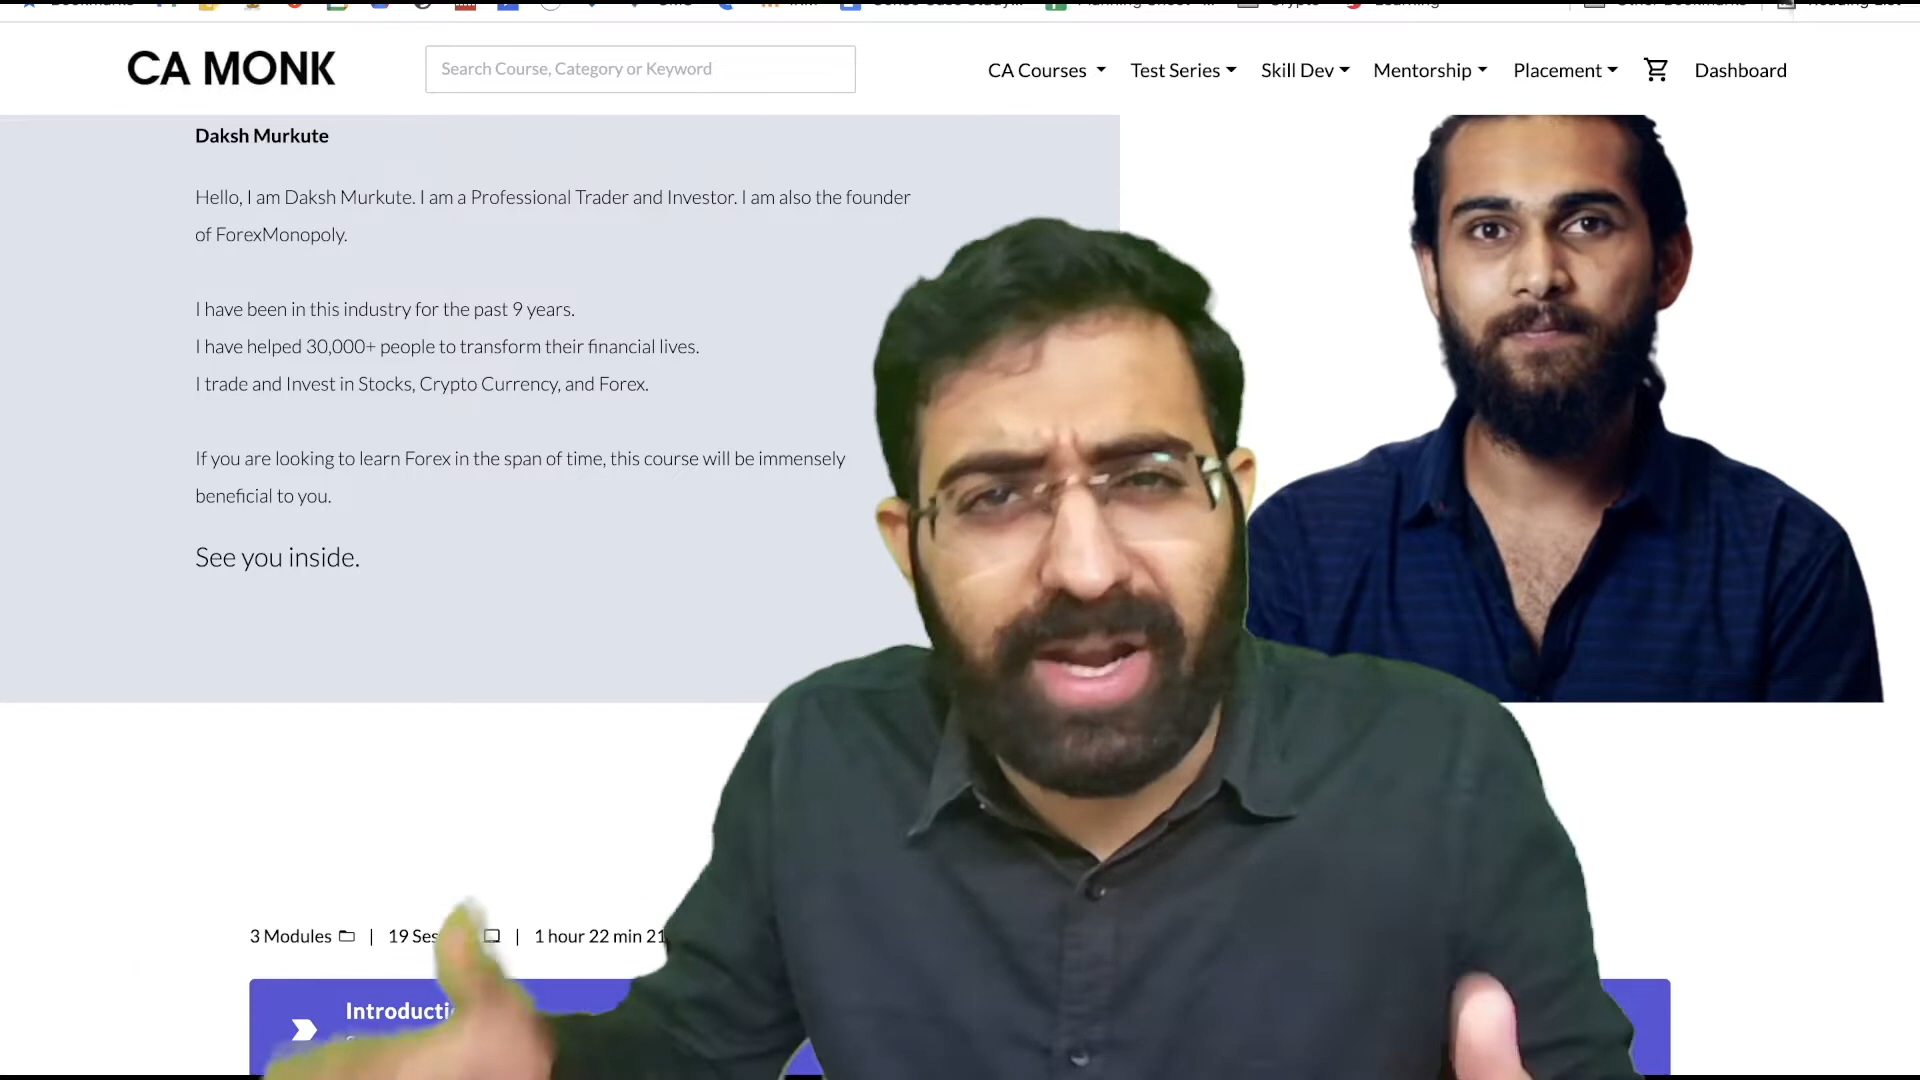 CA MONK
Search Course, Category or Keyword
CA Courses
Test Series
Skill Dev
Mentorship
Placement
Dashboard
Daksh Murkute
Hello, I am Daksh Murkute. I am a Professional Trader and Investor. I am also the founder
of ForexMonopoly.
I have been in this industry for the past 9 years.
I have helped 30,000+ people to transform their financial lives.
I trade and Invest in Stocks, Crypto Currency, and Forex.
If you are looking to learn Forex in the span of time, this course will be immensely
beneficial to you.
See you inside.
3 Modules | 19 | 1 hour 22 min 21